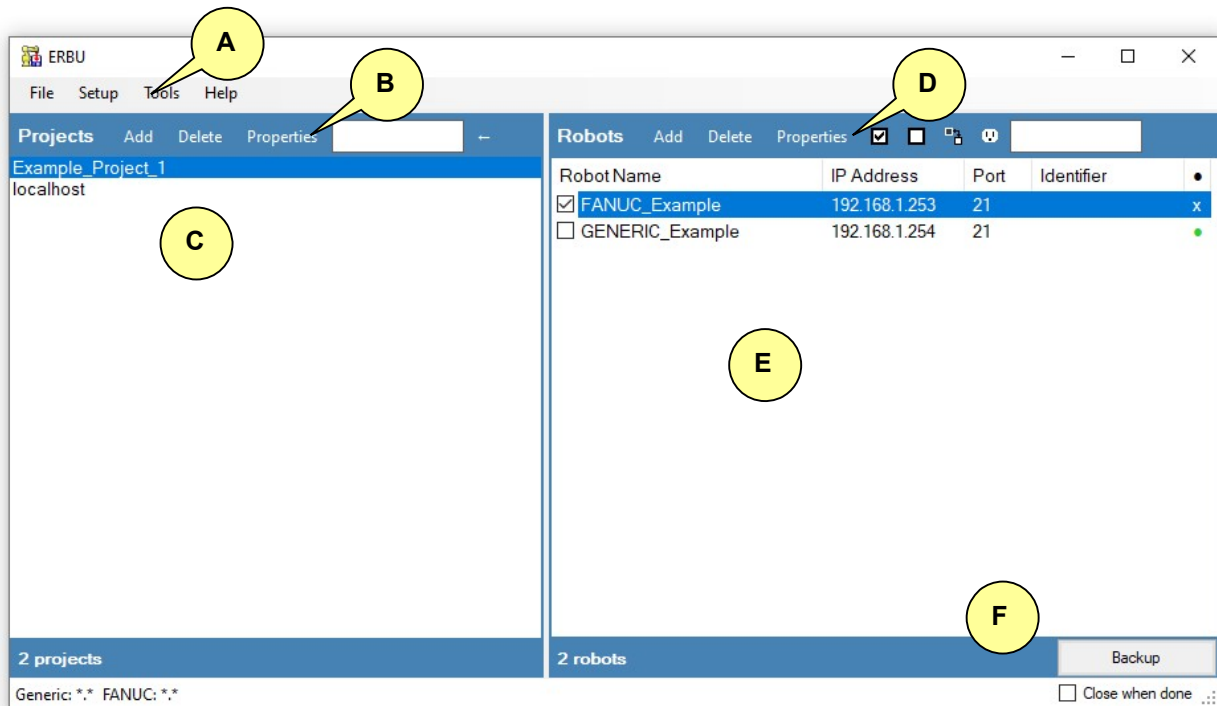 A
ERBU
B
D
File Setup Tools Help
Projects Add Delete Properties ←
Robots Add Delete Properties
Example_Project_1
localhost
C
Robot Name IP Address Port Identifier ●
FANUC_Example 192.168.1.253 21 x
GENERIC_Example 192.168.1.254 21 ●
E
F
2 projects
2 robots
Backup
Generic: *.* FANUC: *.*
Close when done